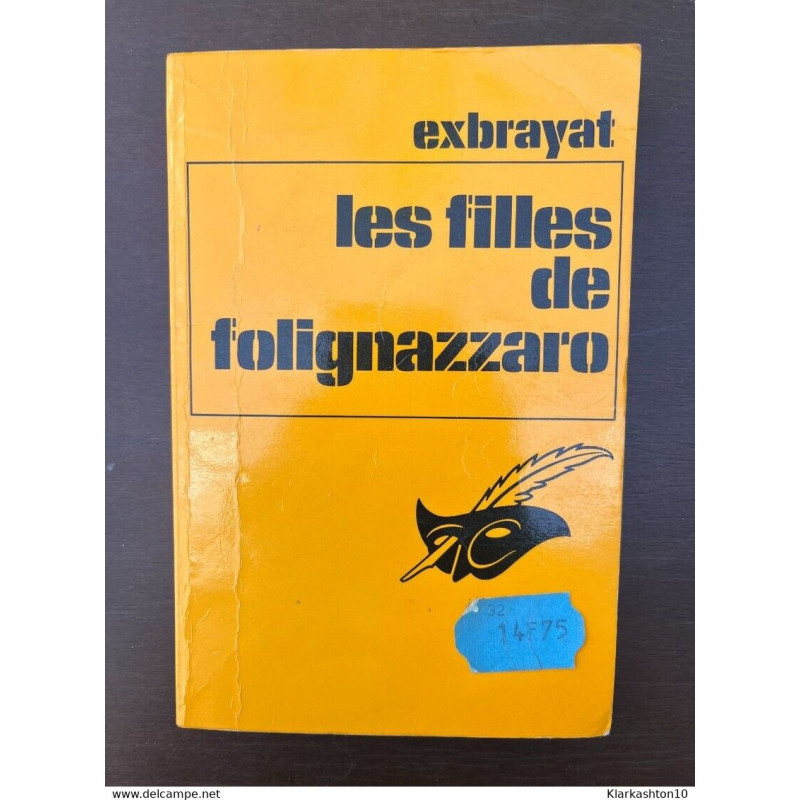 exbrayat
les filles
de
folignazzaro
32
14F75
www.delcampe.net
Klarkashton10